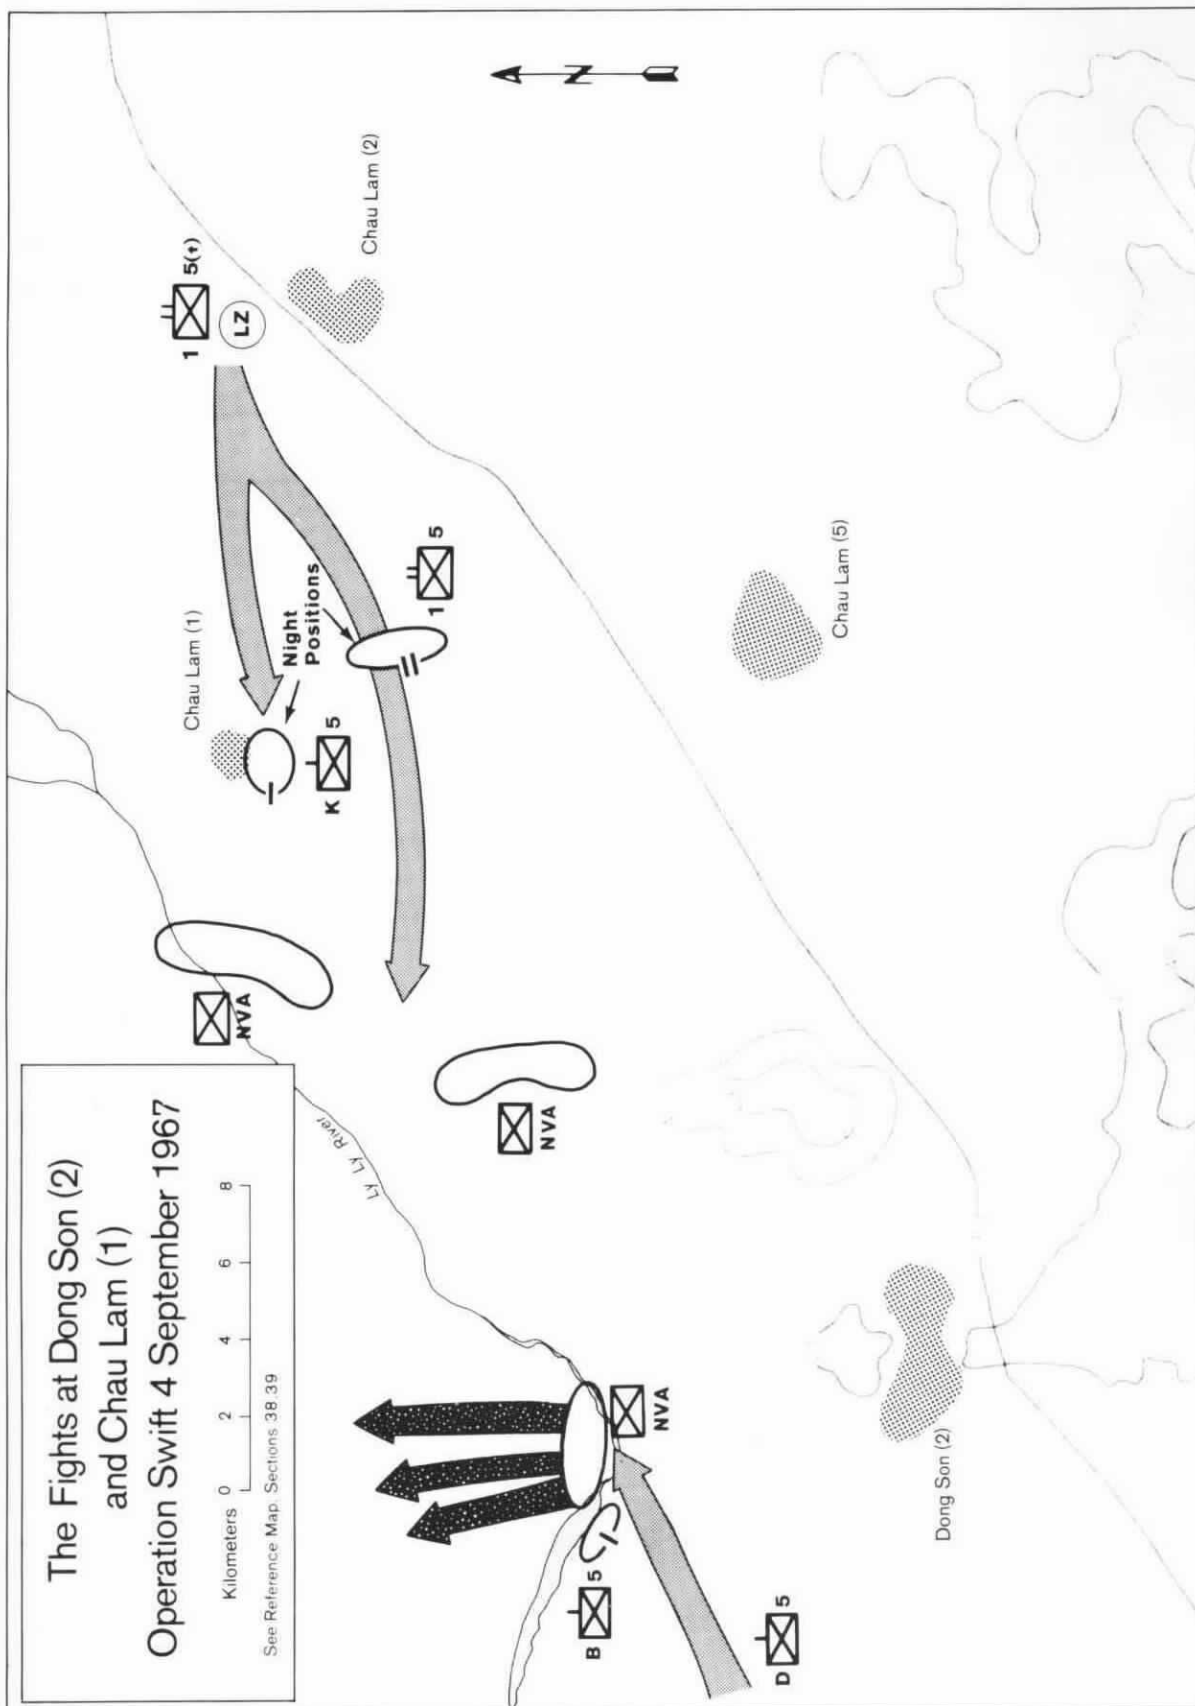 The Fights at Dong Son (2)
and Chau Lam (1)
Operation Swift 4 September 1967
Kilometers 0 2 4 6 8
See Reference Map, Sections 38,39
N
Ly Ly River
NVA
NVA
NVA
Chau Lam (1)
Night
Positions
K 5
1 5
1 5(+)
LZ
Chau Lam (2)
Chau Lam (5)
B 5
D 5
Dong Son (2)